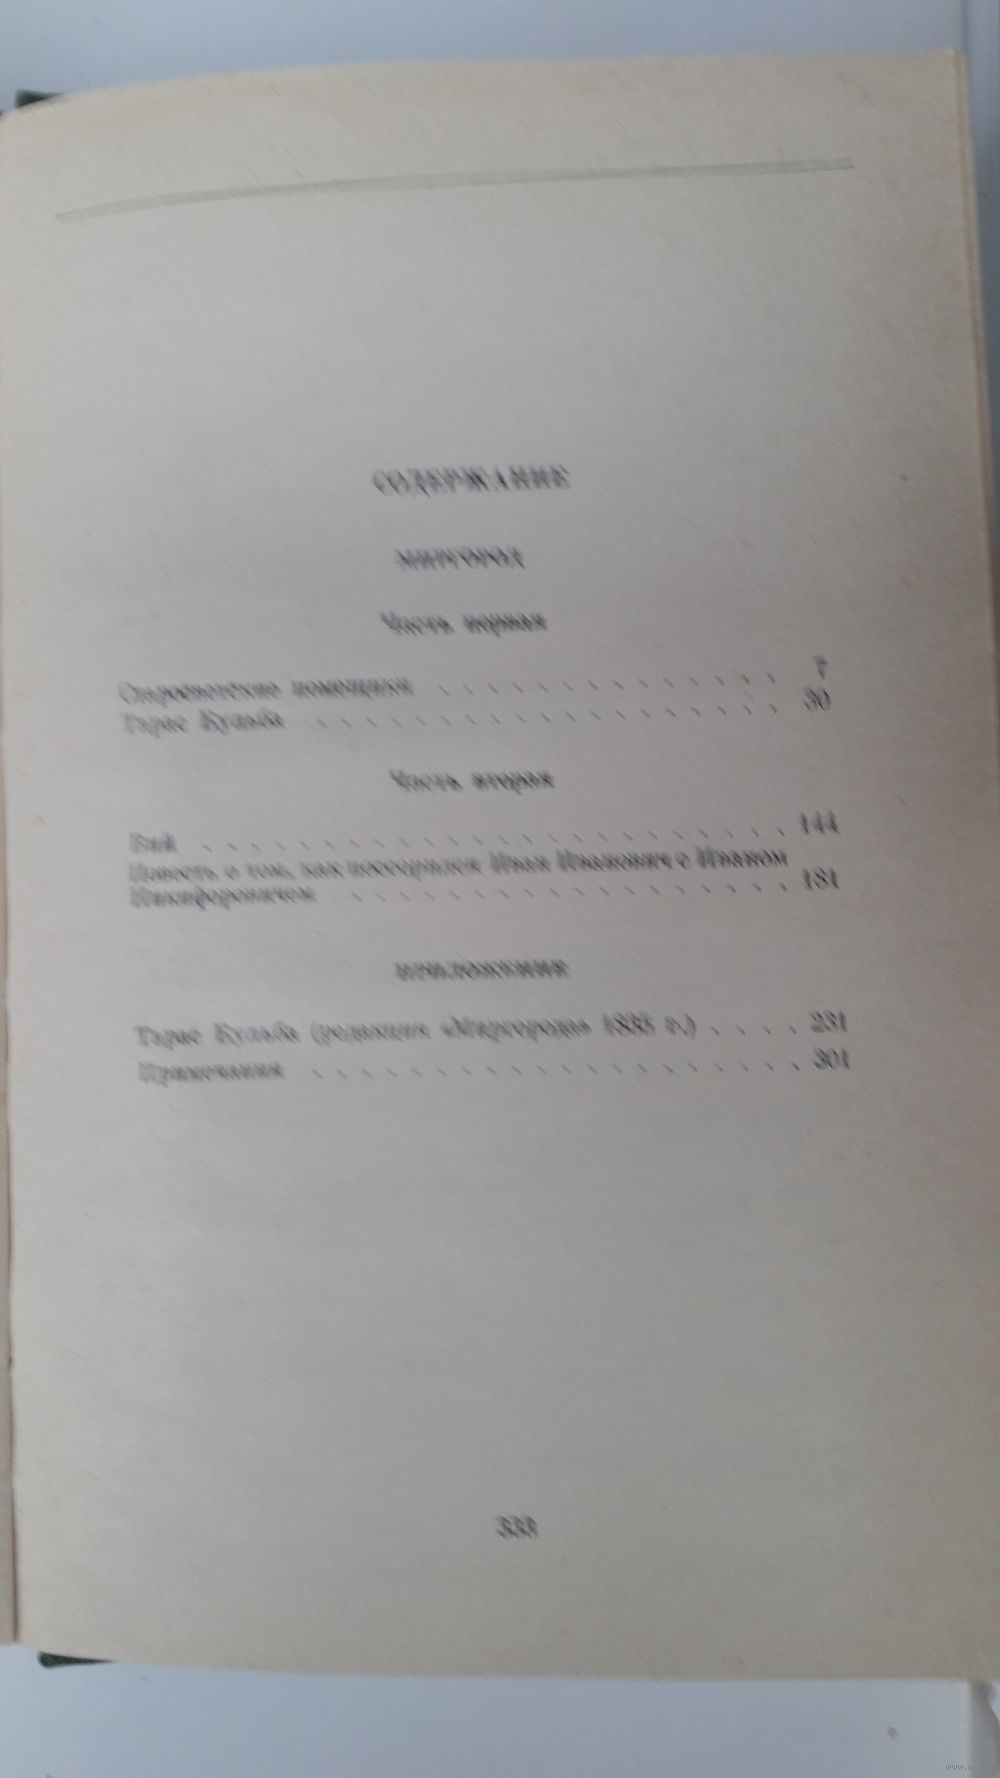 СОДЕРЖАНИЕ
МИРГОРОД
Часть первая
Старосветские помещики . . . . . . . . . . . . . . 7
Тарас Бульба . . . . . . . . . . . . . . . . . . 30
Часть вторая
Вий . . . . . . . . . . . . . . . . . . . . . . . 144
Повесть о том, как поссорился Иван Иванович с Иваном
Никифоровичем . . . . . . . . . . . . . . . . . 181
ПРИЛОЖЕНИЯ
Тарас Бульба (редакция «Миргорода» 1835 г.) . . . . 231
Примечания . . . . . . . . . . . . . . . . . . . 301
333